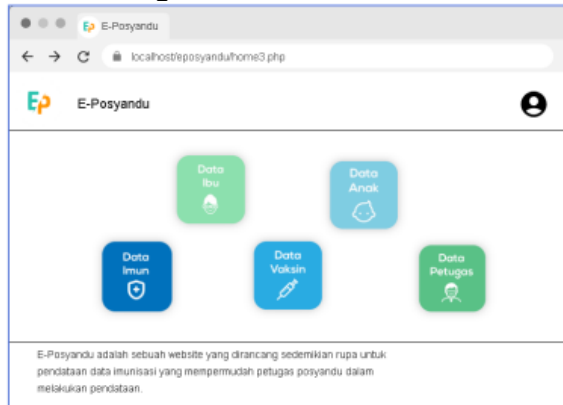 Ep E-Posyandu
localhost/eposyandu/home3.php
Ep E-Posyandu
Data
Ibu
Data
Anak
Data
Imun
Data
Vaksin
Data
Petugas
E-Posyandu adalah sebuah website yang dirancang sedemikian rupa untuk
pendataan data imunisasi yang mempermudah petugas posyandu dalam
melakukan pendataan.